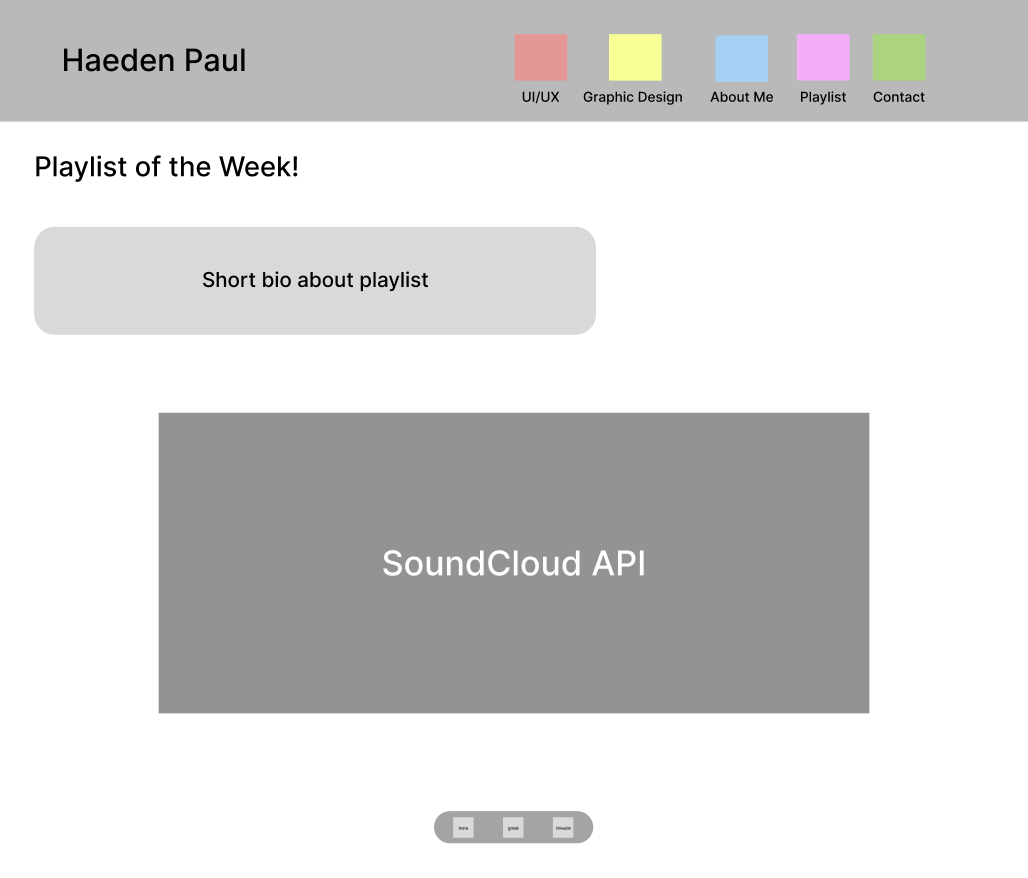 Haeden Paul
UI/UX
Graphic Design
About Me
Playlist
Contact
Playlist of the Week!
Short bio about playlist
SoundCloud API
insta
gmail
linkedin